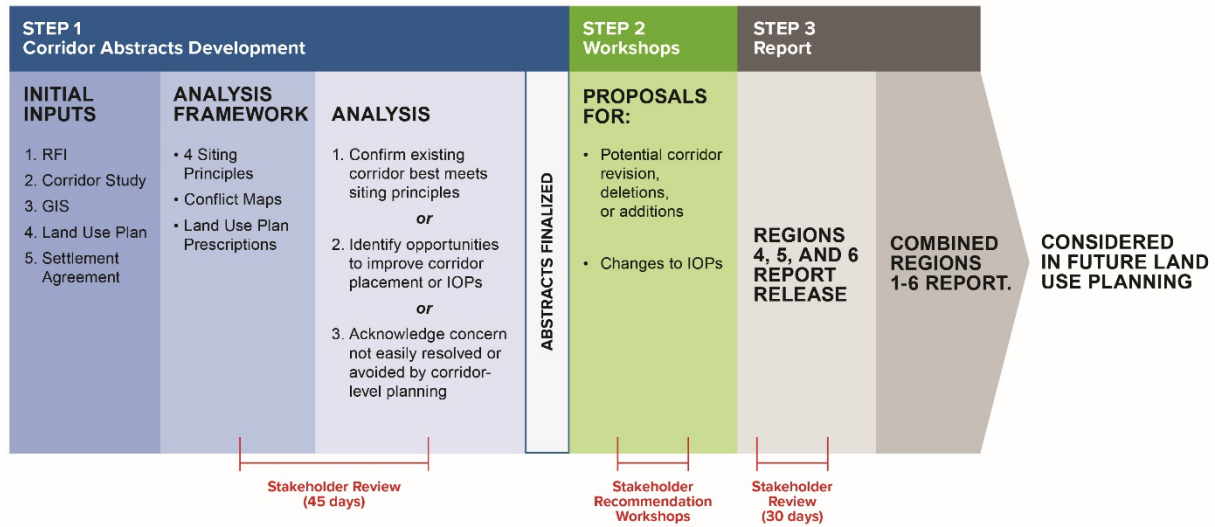 STEP 1
Corridor Abstracts Development
STEP 2
Workshops
STEP 3
Report
INITIAL
INPUTS
1. RFI
2. Corridor Study
3. GIS
4. Land Use Plan
5. Settlement
Agreement
ANALYSIS
FRAMEWORK
• 4 Siting
Principles
• Conflict Maps
• Land Use Plan
Prescriptions
ANALYSIS
1. Confirm existing
corridor best meets
siting principles
or
2. Identify opportunities
to improve corridor
placement or IOPs
or
3. Acknowledge concern
not easily resolved or
avoided by corridor-
level planning
ABSTRACTS FINALIZED
PROPOSALS
FOR:
• Potential corridor
revision,
deletions,
or additions
• Changes to IOPs
REGIONS
4, 5, AND 6
REPORT
RELEASE
COMBINED
REGIONS
1-6 REPORT.
CONSIDERED
IN FUTURE LAND
USE PLANNING
Stakeholder Review
(45 days)
Stakeholder
Recommendation
Workshops
Stakeholder
Review
(30 days)